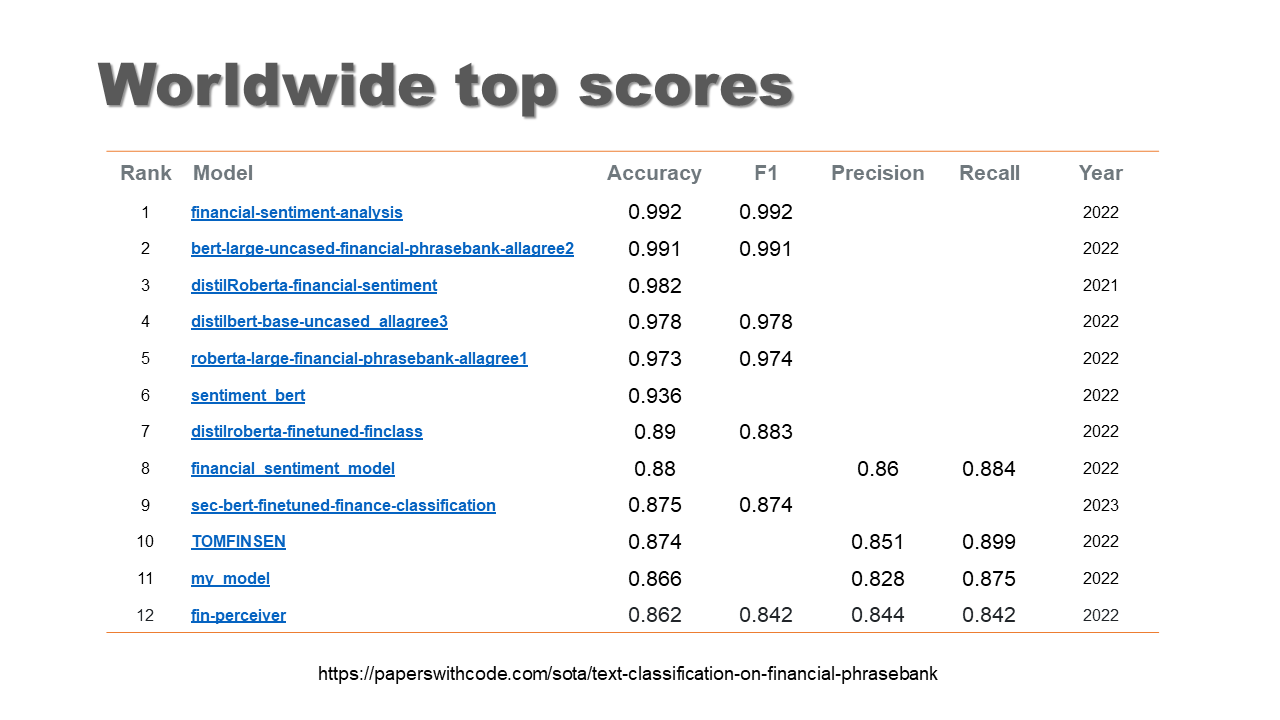 Worldwide top scores
Rank Model Accuracy F1 Precision Recall Year
1 financial-sentiment-analysis 0.992 0.992 2022
2 bert-large-uncased-financial-phrasebank-allagree2 0.991 0.991 2022
3 distilRoberta-financial-sentiment 0.982 2021
4 distilbert-base-uncased_allagree3 0.978 0.978 2022
5 roberta-large-financial-phrasebank-allagree1 0.973 0.974 2022
6 sentiment_bert 0.936 2022
7 distilroberta-finetuned-finclass 0.89 0.883 2022
8 financial_sentiment_model 0.88 0.86 0.884 2022
9 sec-bert-finetuned-finance-classification 0.875 0.874 2023
10 TOMFINSEN 0.874 0.851 0.899 2022
11 my_model 0.866 0.828 0.875 2022
12 fin-perceiver 0.862 0.842 0.844 0.842 2022
https://paperswithcode.com/sota/text-classification-on-financial-phrasebank